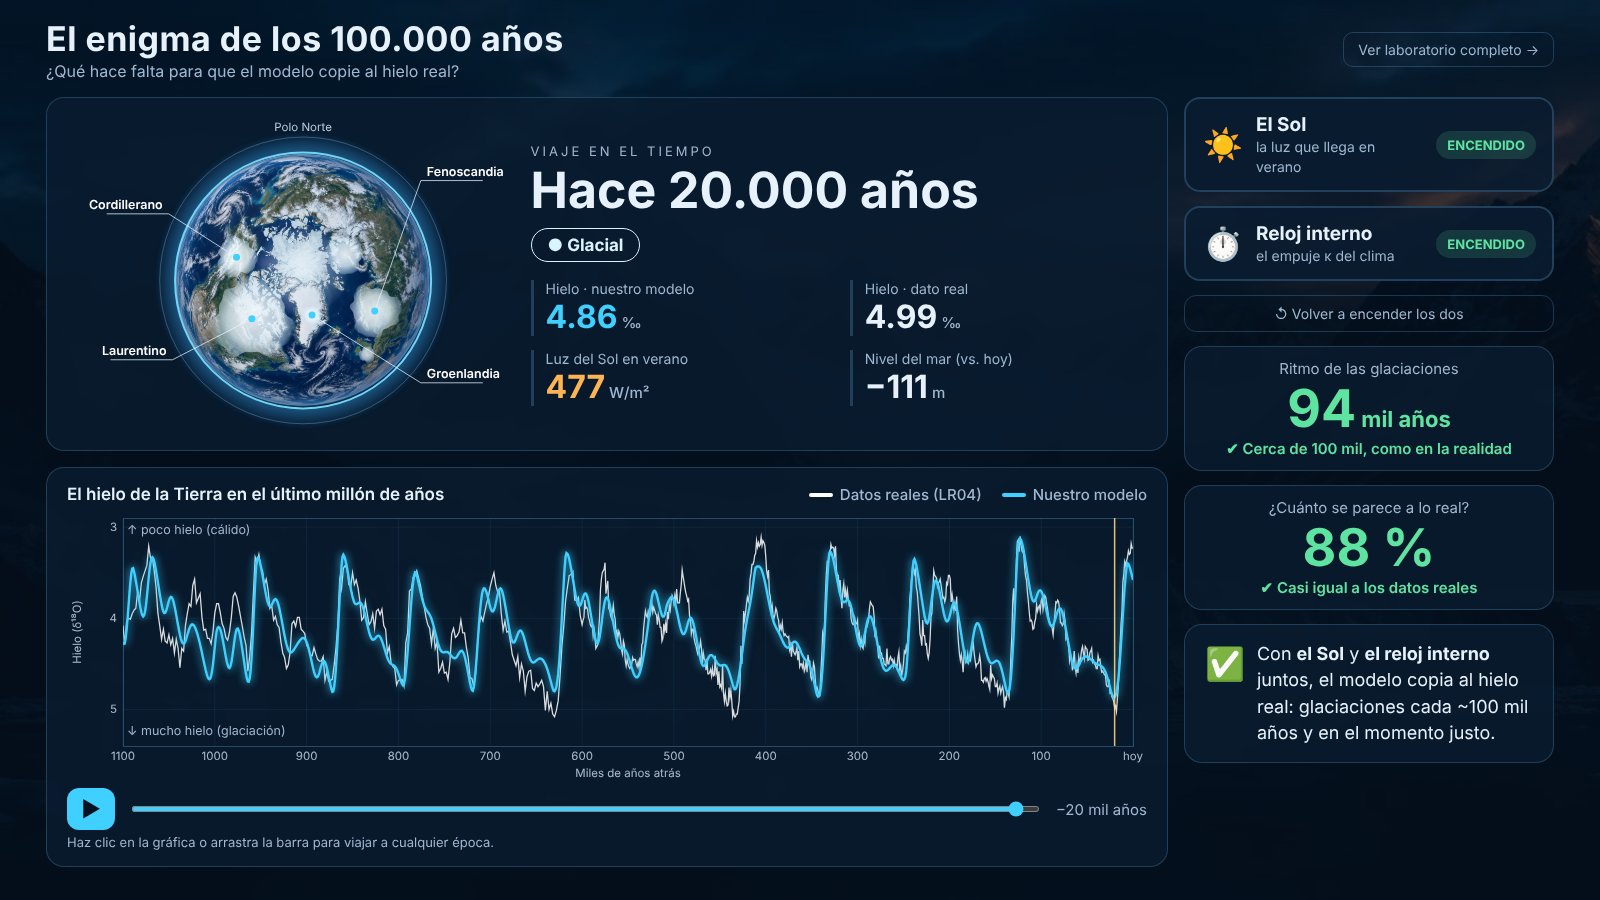 El enigma de los 100.000 años
¿Qué hace falta para que el modelo copie al hielo real?
Ver laboratorio completo →
Polo Norte
Fenoscandia
Cordillerano
Laurentino
Groenlandia
VIAJE EN EL TIEMPO
Hace 20.000 años
Glacial
Hielo · nuestro modelo
4.86 ‰
Hielo · dato real
4.99 ‰
Luz del Sol en verano
477 W/m²
Nivel del mar (vs. hoy)
−111 m
El hielo de la Tierra en el último millón de años
Datos reales (LR04)
Nuestro modelo
↑ poco hielo (cálido)
↓ mucho hielo (glaciación)
Hielo (δ¹⁸O)
3
4
5
1100 1000 900 800 700 600 500 400 300 200 100 hoy
Miles de años atrás
−20 mil años
Haz clic en la gráfica o arrastra la barra para viajar a cualquier época.
El Sol
la luz que llega en
verano
ENCENDIDO
Reloj interno
el empuje κ del clima
ENCENDIDO
↺ Volver a encender los dos
Ritmo de las glaciaciones
94 mil años
✔ Cerca de 100 mil, como en la realidad
¿Cuánto se parece a lo real?
88 %
✔ Casi igual a los datos reales
Con el Sol y el reloj interno
juntos, el modelo copia al hielo
real: glaciaciones cada ~100 mil
años y en el momento justo.